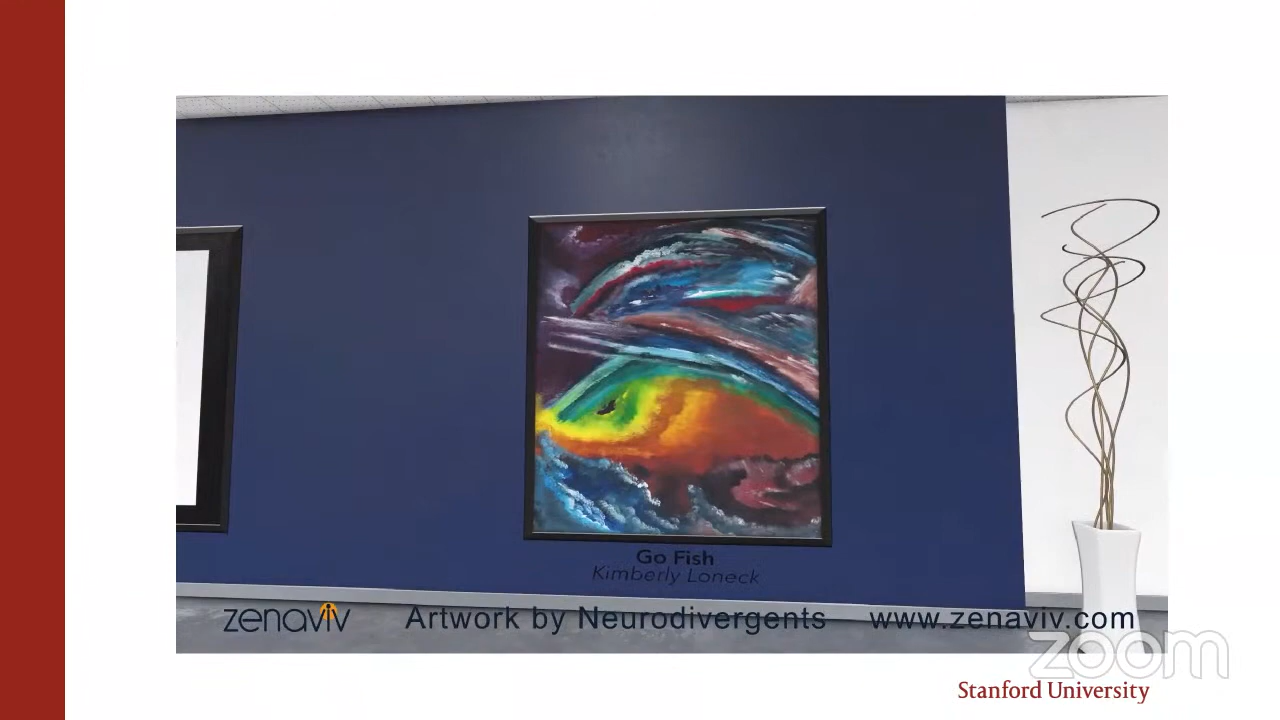 Go Fish
Kimberly Loneck
zenaviv Artwork by Neurodivergents www.zenaviv.com
zoom
Stanford University